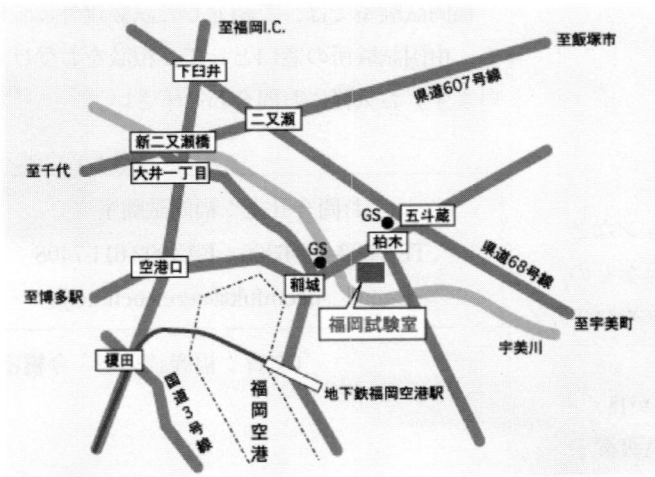 至福岡I.C.
至飯塚市
下臼井
県道607号線
二又瀬
新二又瀬橋
至千代
大井一丁目
GS
五斗蔵
柏木
GS
空港口
稲城
県道68号線
至博多駅
福岡試験室
至宇美町
宇美川
榎田
国道3号線
福岡空港
地下鉄福岡空港駅